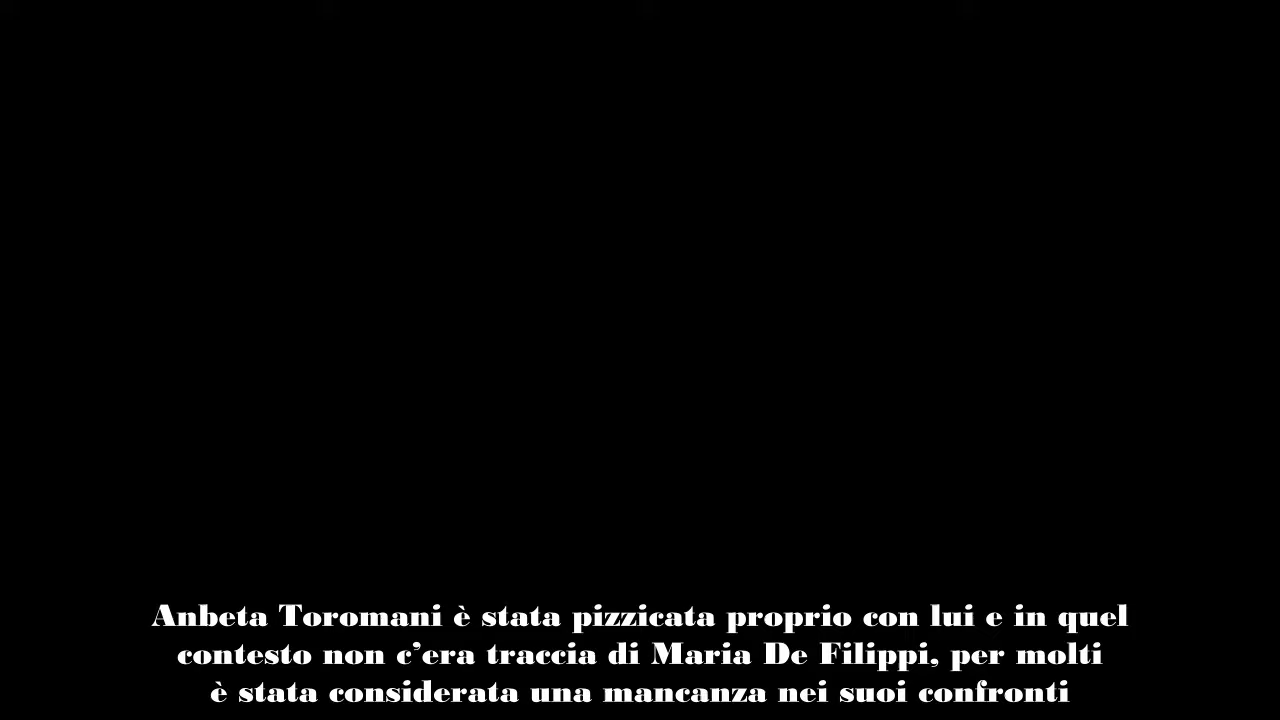 Anbeta Toromani è stata pizzicata proprio con lui e in quel
contesto non c’era traccia di Maria De Filippi, per molti
è stata considerata una mancanza nei suoi confronti